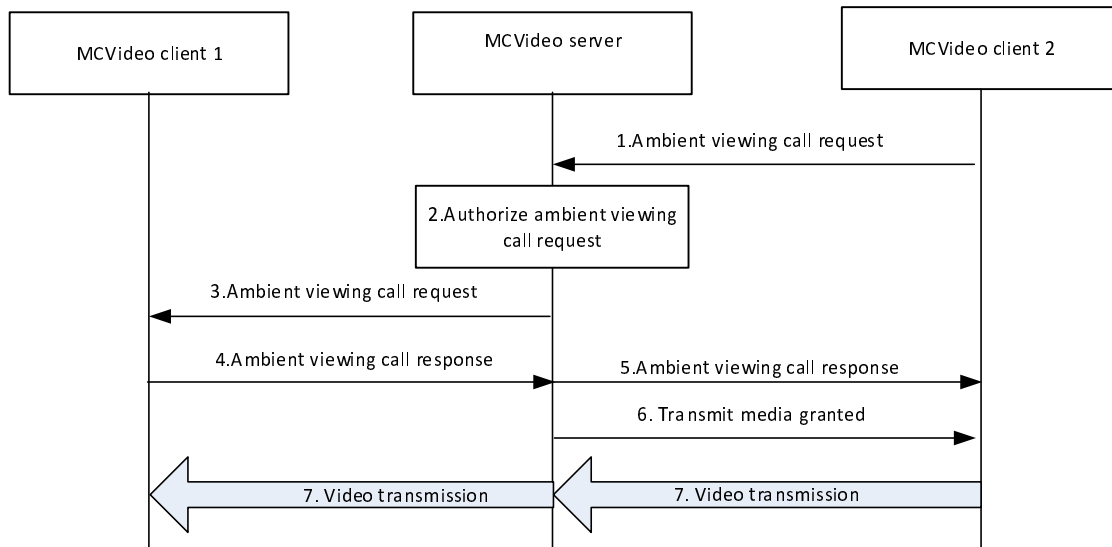 MCVideo client 1
MCVideo server
MCVideo client 2
1.Ambient viewing call request
2.Authorize ambient viewing
call request
3.Ambient viewing call request
4.Ambient viewing call response
5.Ambient viewing call response
6. Transmit media granted
7. Video transmission
7. Video transmission